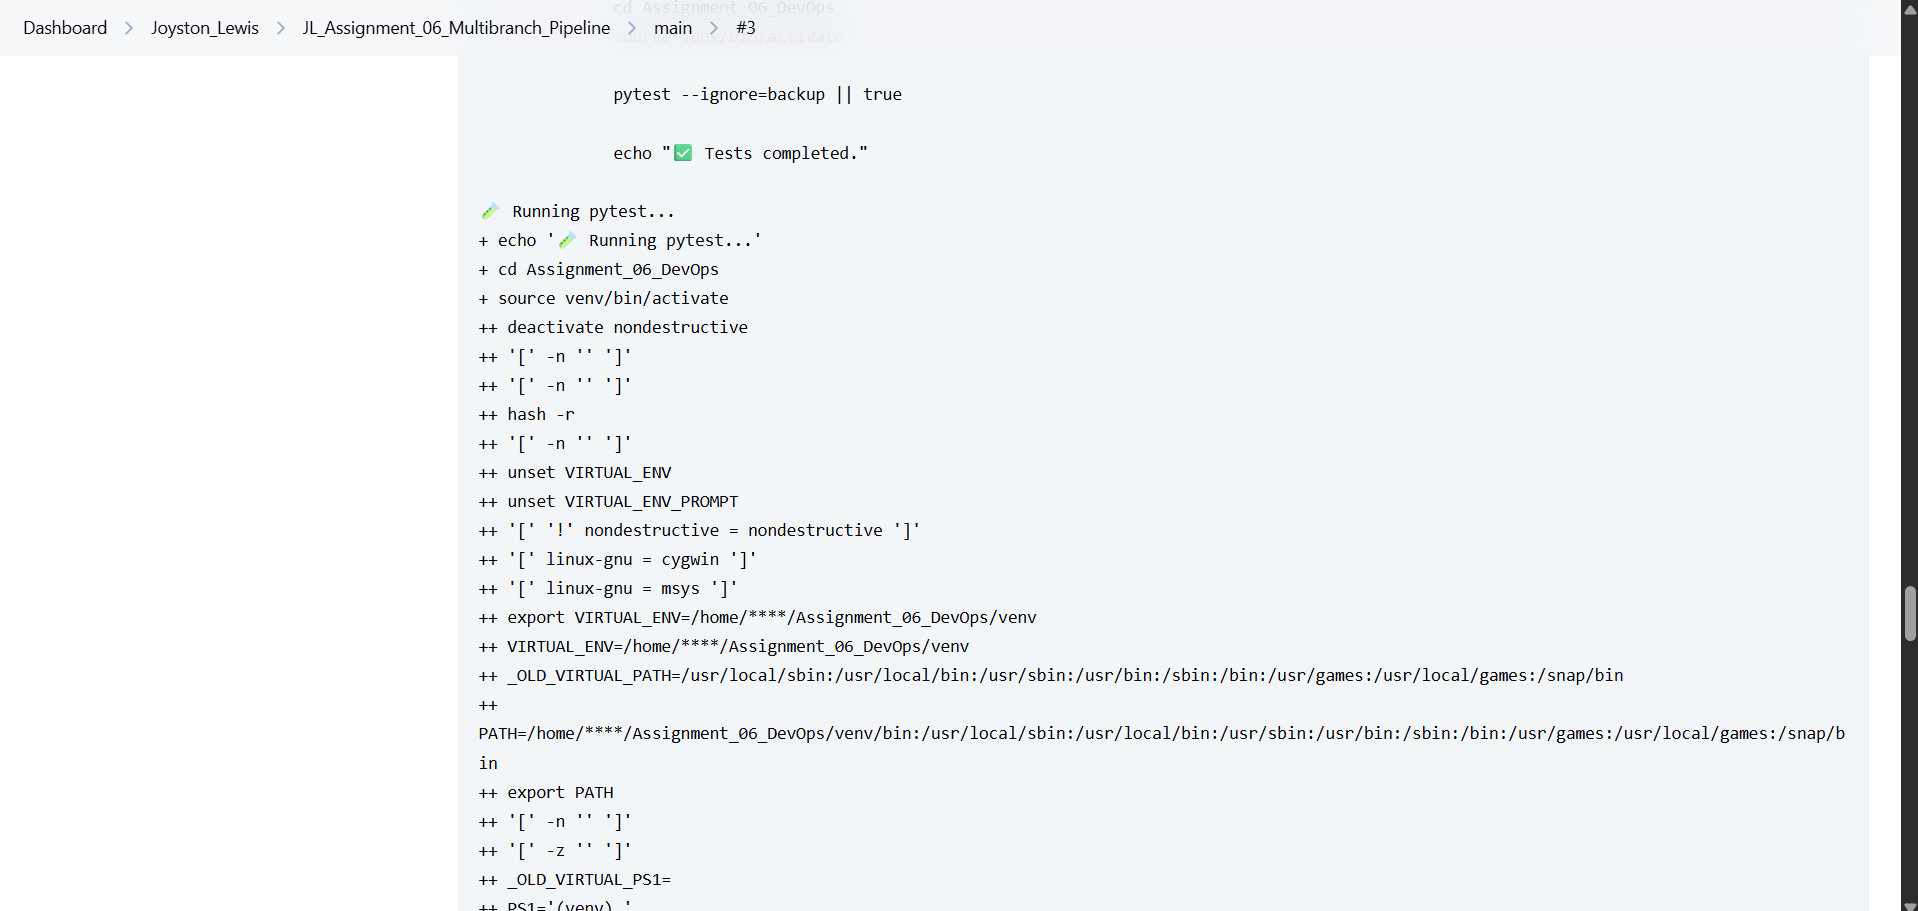 cd Assignment_06_DevOps
Dashboard > Joyston_Lewis > JL_Assignment_06_Multibranch_Pipeline > main > #3
source venv/bin/activate
pytest --ignore=backup || true
echo "✅ Tests completed."
🧪 Running pytest...
+ echo '🧪 Running pytest...'
+ cd Assignment_06_DevOps
+ source venv/bin/activate
++ deactivate nondestructive
++ '[' -n '' ']'
++ '[' -n '' ']'
++ hash -r
++ '[' -n '' ']'
++ unset VIRTUAL_ENV
++ unset VIRTUAL_ENV_PROMPT
++ '[' '!' nondestructive = nondestructive ']'
++ '[' linux-gnu = cygwin ']'
++ '[' linux-gnu = msys ']'
++ export VIRTUAL_ENV=/home/****/Assignment_06_DevOps/venv
++ VIRTUAL_ENV=/home/****/Assignment_06_DevOps/venv
++ _OLD_VIRTUAL_PATH=/usr/local/sbin:/usr/local/bin:/usr/sbin:/usr/bin:/sbin:/bin:/usr/games:/usr/local/games:/snap/bin
++
PATH=/home/****/Assignment_06_DevOps/venv/bin:/usr/local/sbin:/usr/local/bin:/usr/sbin:/usr/bin:/sbin:/bin:/usr/games:/usr/local/games:/snap/b
in
++ export PATH
++ '[' -n '' ']'
++ '[' -z '' ']'
++ _OLD_VIRTUAL_PS1=
++ PS1='(venv) '